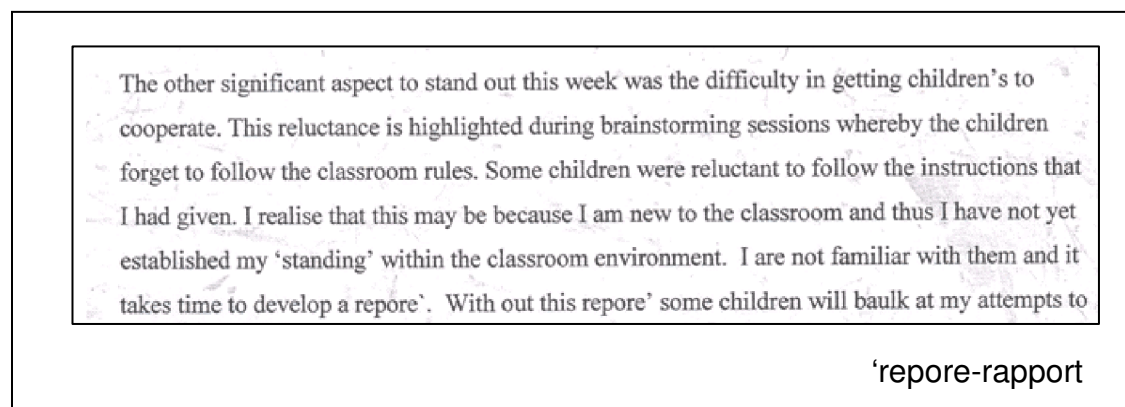 The other significant aspect to stand out this week was the difficulty in getting children's to
cooperate. This reluctance is highlighted during brainstorming sessions whereby the children
forget to follow the classroom rules. Some children were reluctant to follow the instructions that
I had given. I realise that this may be because I am new to the classroom and thus I have not yet
established my 'standing' within the classroom environment.  I are not familiar with them and it
takes time to develop a repore`.  With out this repore' some children will baulk at my attempts to
‘repore-rapport